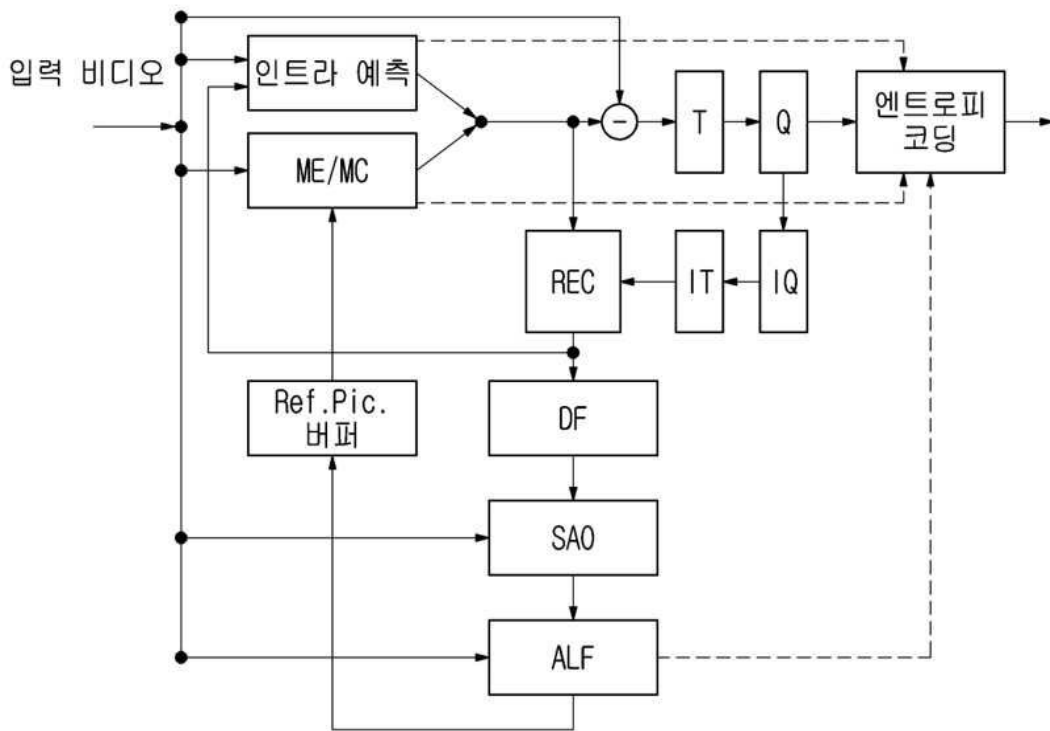 입력 비디오
인트라 예측
ME/MC
−
T
Q
엔트로피
코딩
REC
IT
IQ
Ref.Pic.
버퍼
DF
SAO
ALF